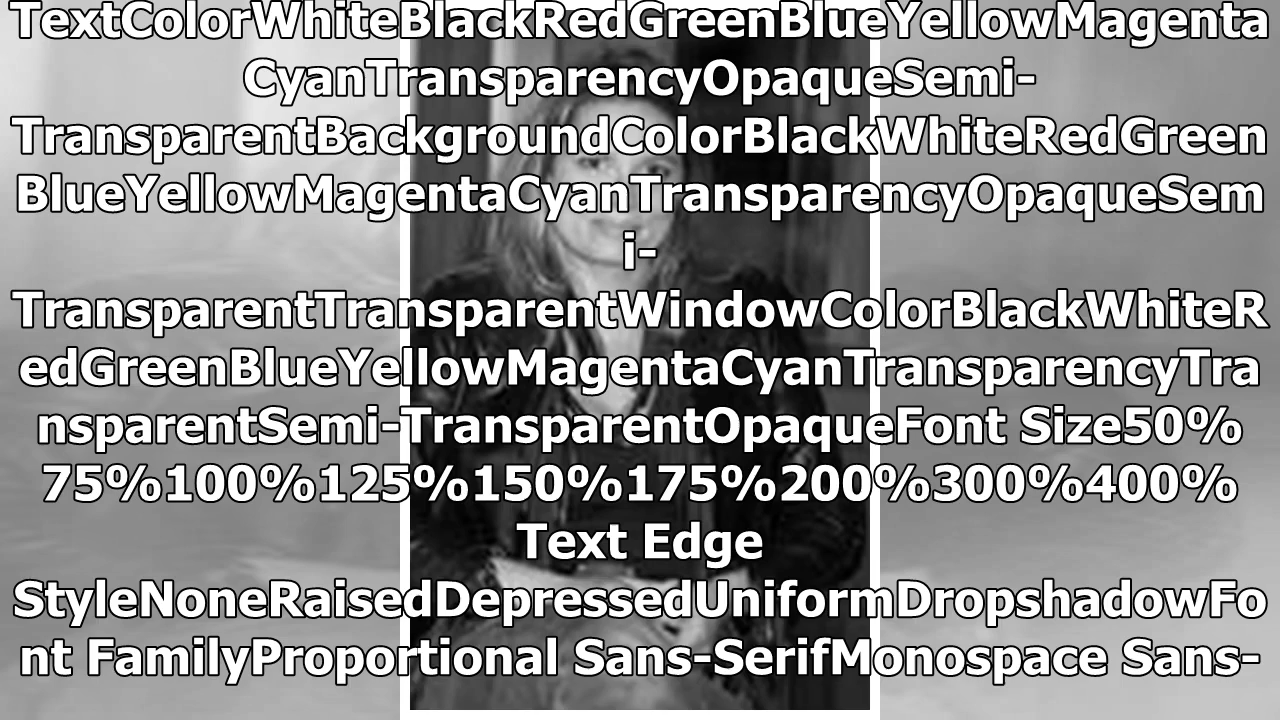 TextColorWhiteBlackRedGreenBlueYellowMagenta
CyanTransparencyOpaqueSemi-
TransparentBackgroundColorBlackWhiteRedGreen
BlueYellowMagentaCyanTransparencyOpaqueSem
i-
TransparentTransparentWindowColorBlackWhiteR
edGreenBlueYellowMagentaCyanTransparencyTra
nsparentSemi-TransparentOpaqueFont Size50%
75%100%125%150%175%200%300%400%
Text Edge
StyleNoneRaisedDepressedUniformDropshadowFo
nt FamilyProportional Sans-SerifMonospace Sans-